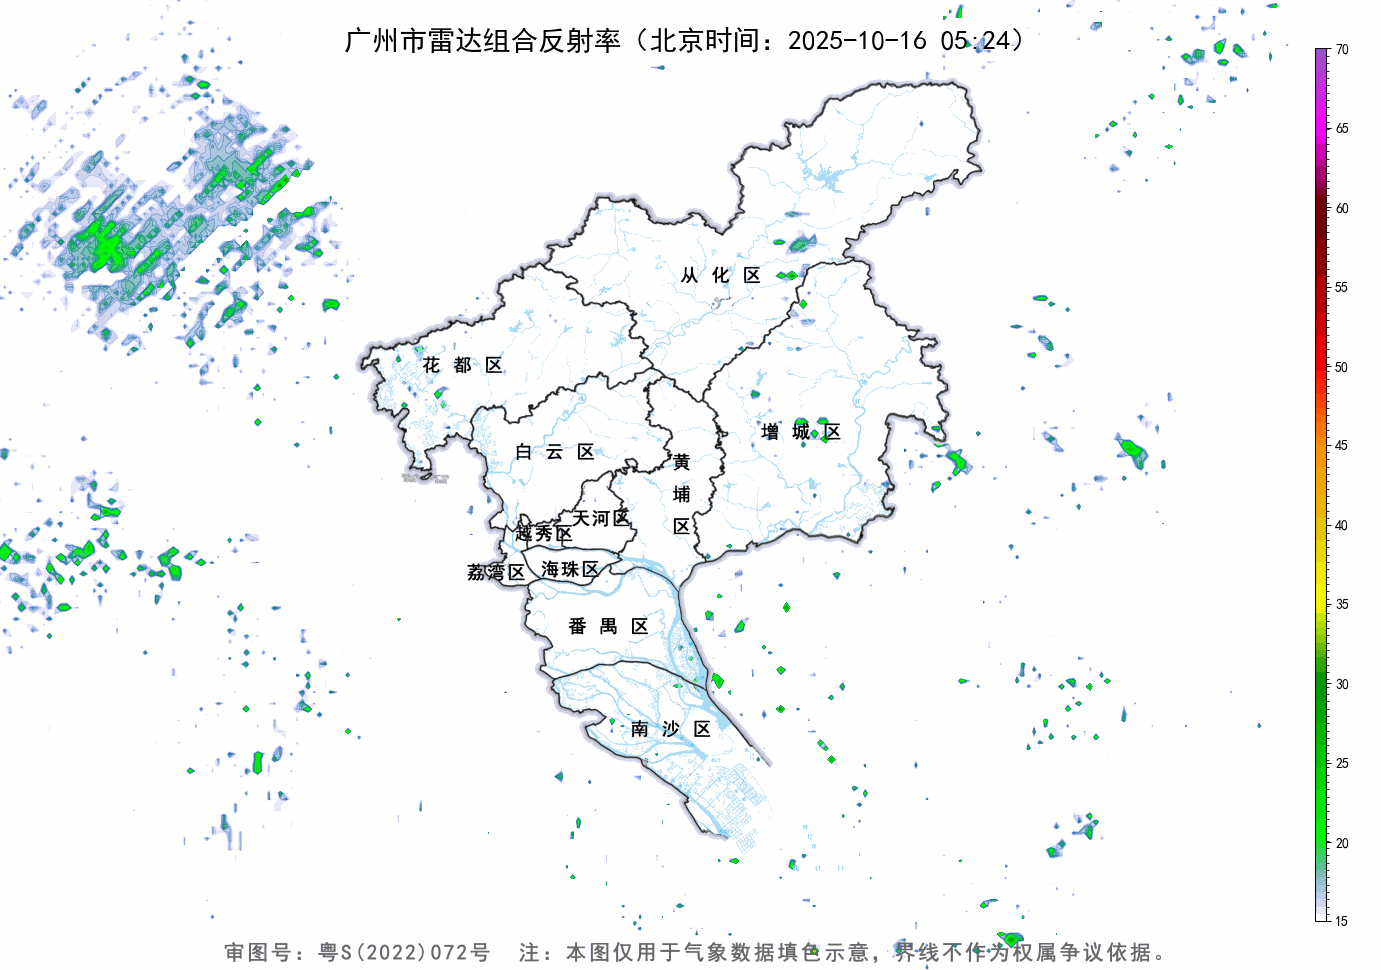 广州市雷达组合反射率（北京时间：2025-10-16 05:24）
70
65
60
55
50
45
40
35
30
25
20
15
从化区
花都区
增城区
白云区
黄埔区
天河区
越秀区
海珠区
荔湾区
番禺区
南沙区
审图号：粤S(2022)072号 注：本图仅用于气象数据填色示意，界线不作为权属争议依据。